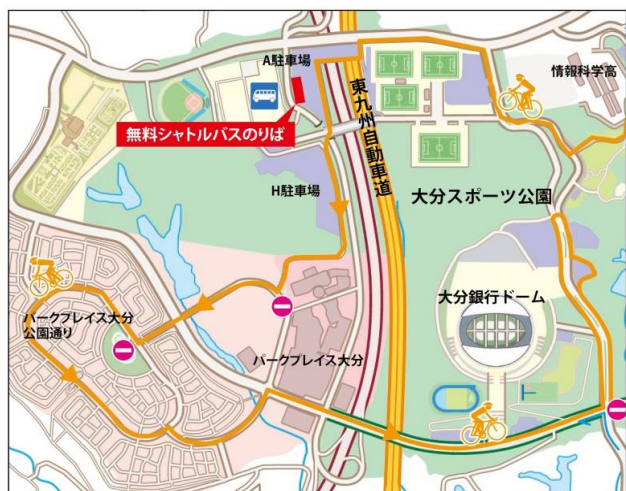 A駐車場
情報科学高
無料シャトルバスのりば
東九州自動車道
H駐車場
大分スポーツ公園
大分銀行ドーム
パークプレイス大分
公園通り
パークプレイス大分